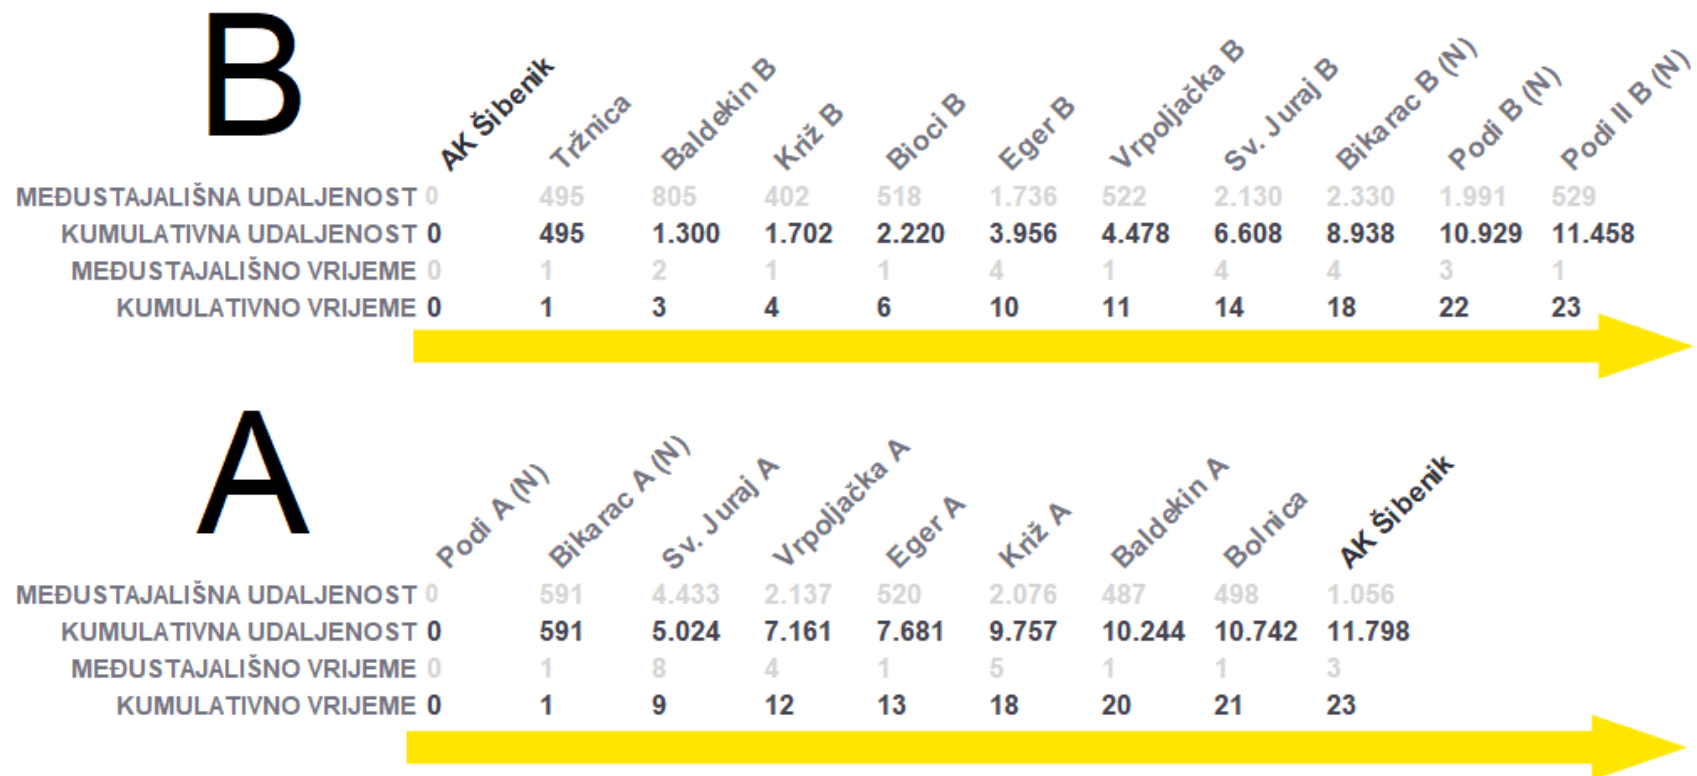 B
AK Šibenik Tržnica Baldekin B Križ B Bioci B Eger B Vrpoljačka B Sv. Juraj B Bikarac B (N) Podi B (N) Podi II B (N)
MEĐUSTAJALIŠNA UDALJENOST 0 495 805 402 518 1.736 522 2.130 2.330 1.991 529
KUMULATIVNA UDALJENOST 0 495 1.300 1.702 2.220 3.956 4.478 6.608 8.938 10.929 11.458
MEĐUSTAJALIŠNO VRIJEME 0 1 2 1 1 4 1 4 4 3 1
KUMULATIVNO VRIJEME 0 1 3 4 6 10 11 14 18 22 23
A
Podi A (N) Bikarac A (N) Sv. Juraj A Vrpoljačka A Eger A Križ A Baldekin A Bolnica AK Šibenik
MEĐUSTAJALIŠNA UDALJENOST 0 591 4.433 2.137 520 2.076 487 498 1.056
KUMULATIVNA UDALJENOST 0 591 5.024 7.161 7.681 9.757 10.244 10.742 11.798
MEĐUSTAJALIŠNO VRIJEME 0 1 8 4 1 5 1 1 3
KUMULATIVNO VRIJEME 0 1 9 12 13 18 20 21 23